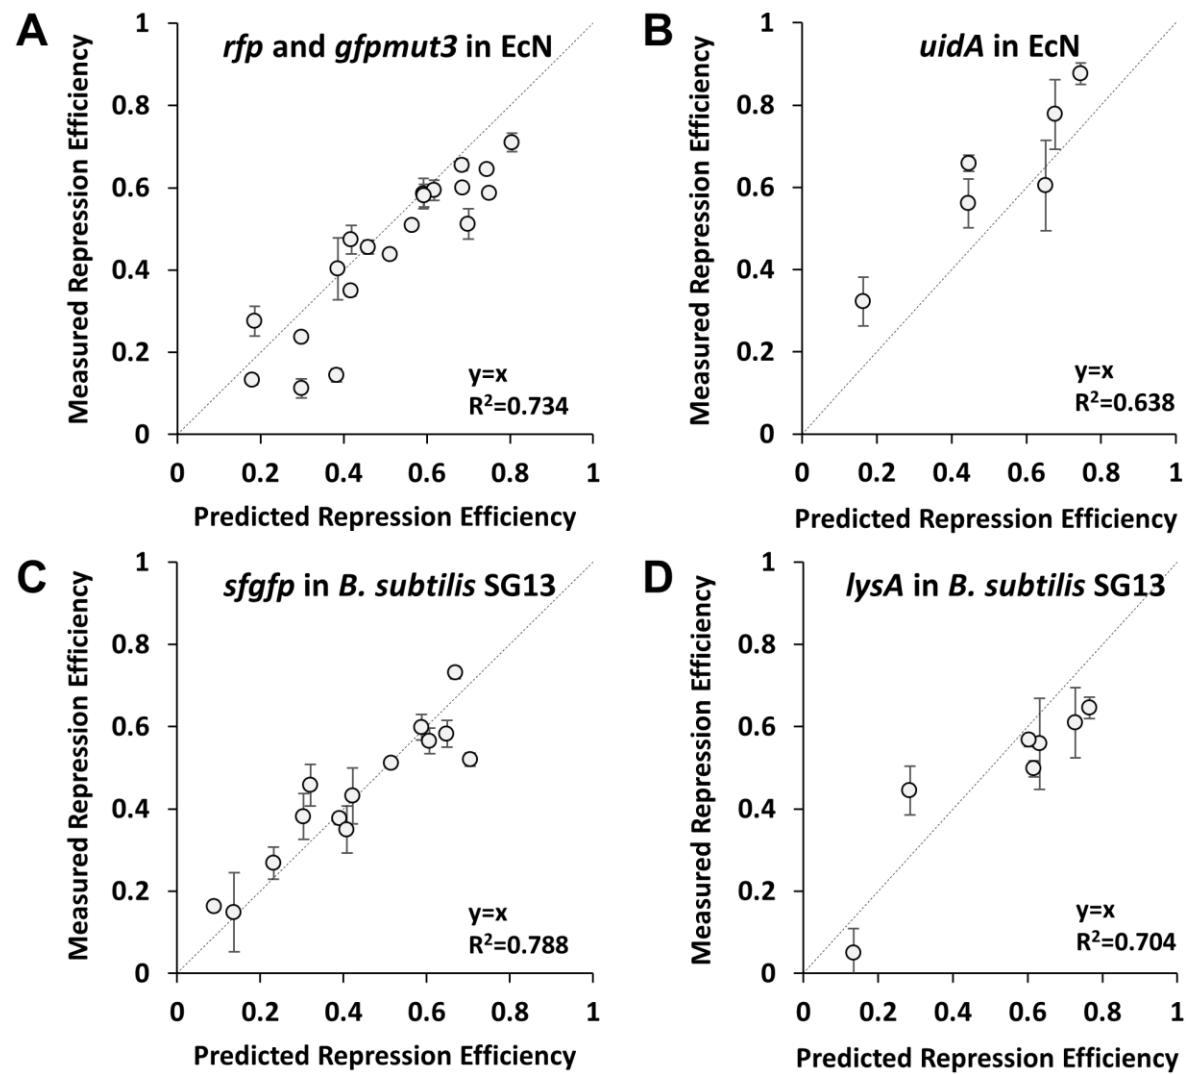 A
rfp and gfpmut3 in EcN
Measured Repression Efficiency
1
0.8
0.6
0.4
0.2
0
y=x
R²=0.734
0 0.2 0.4 0.6 0.8 1
Predicted Repression Efficiency
B
uidA in EcN
Measured Repression Efficiency
1
0.8
0.6
0.4
0.2
0
y=x
R²=0.638
0 0.2 0.4 0.6 0.8 1
Predicted Repression Efficiency
C
sfgfp in B. subtilis SG13
Measured Repression Efficiency
1
0.8
0.6
0.4
0.2
0
y=x
R²=0.788
0 0.2 0.4 0.6 0.8 1
Predicted Repression Efficiency
D
lysA in B. subtilis SG13
Measured Repression Efficiency
1
0.8
0.6
0.4
0.2
0
y=x
R²=0.704
0 0.2 0.4 0.6 0.8 1
Predicted Repression Efficiency